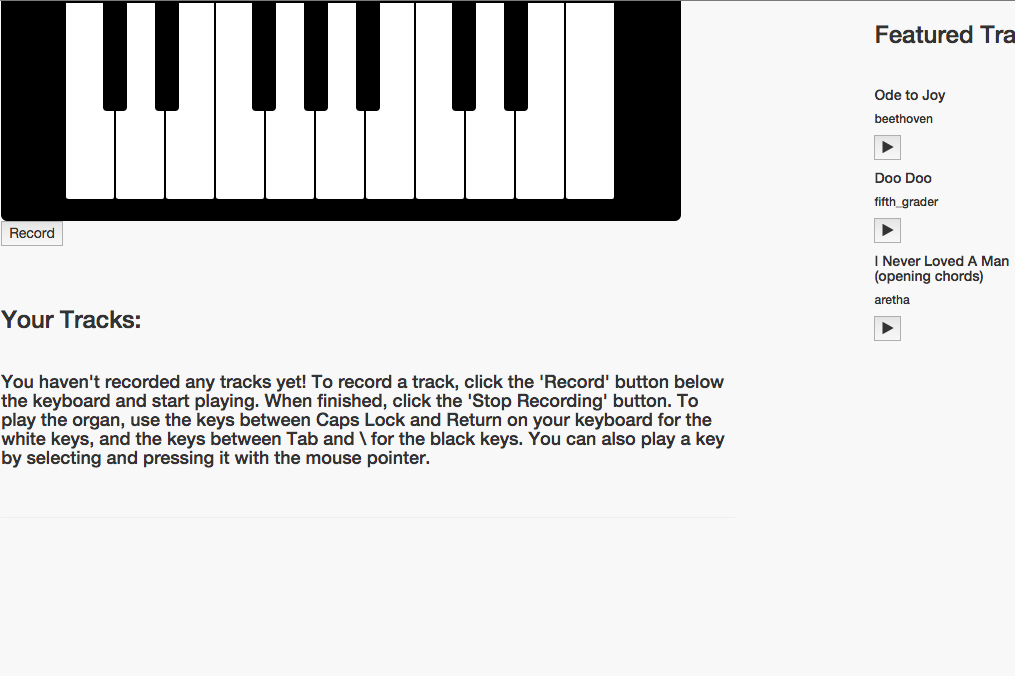 Record
Your Tracks:
You haven't recorded any tracks yet! To record a track, click the 'Record' button below
the keyboard and start playing. When finished, click the 'Stop Recording' button. To
play the organ, use the keys between Caps Lock and Return on your keyboard for the
white keys, and the keys between Tab and \ for the black keys. You can also play a key
by selecting and pressing it with the mouse pointer.
Featured Tra
Ode to Joy
beethoven
Doo Doo
fifth_grader
I Never Loved A Man
(opening chords)
aretha